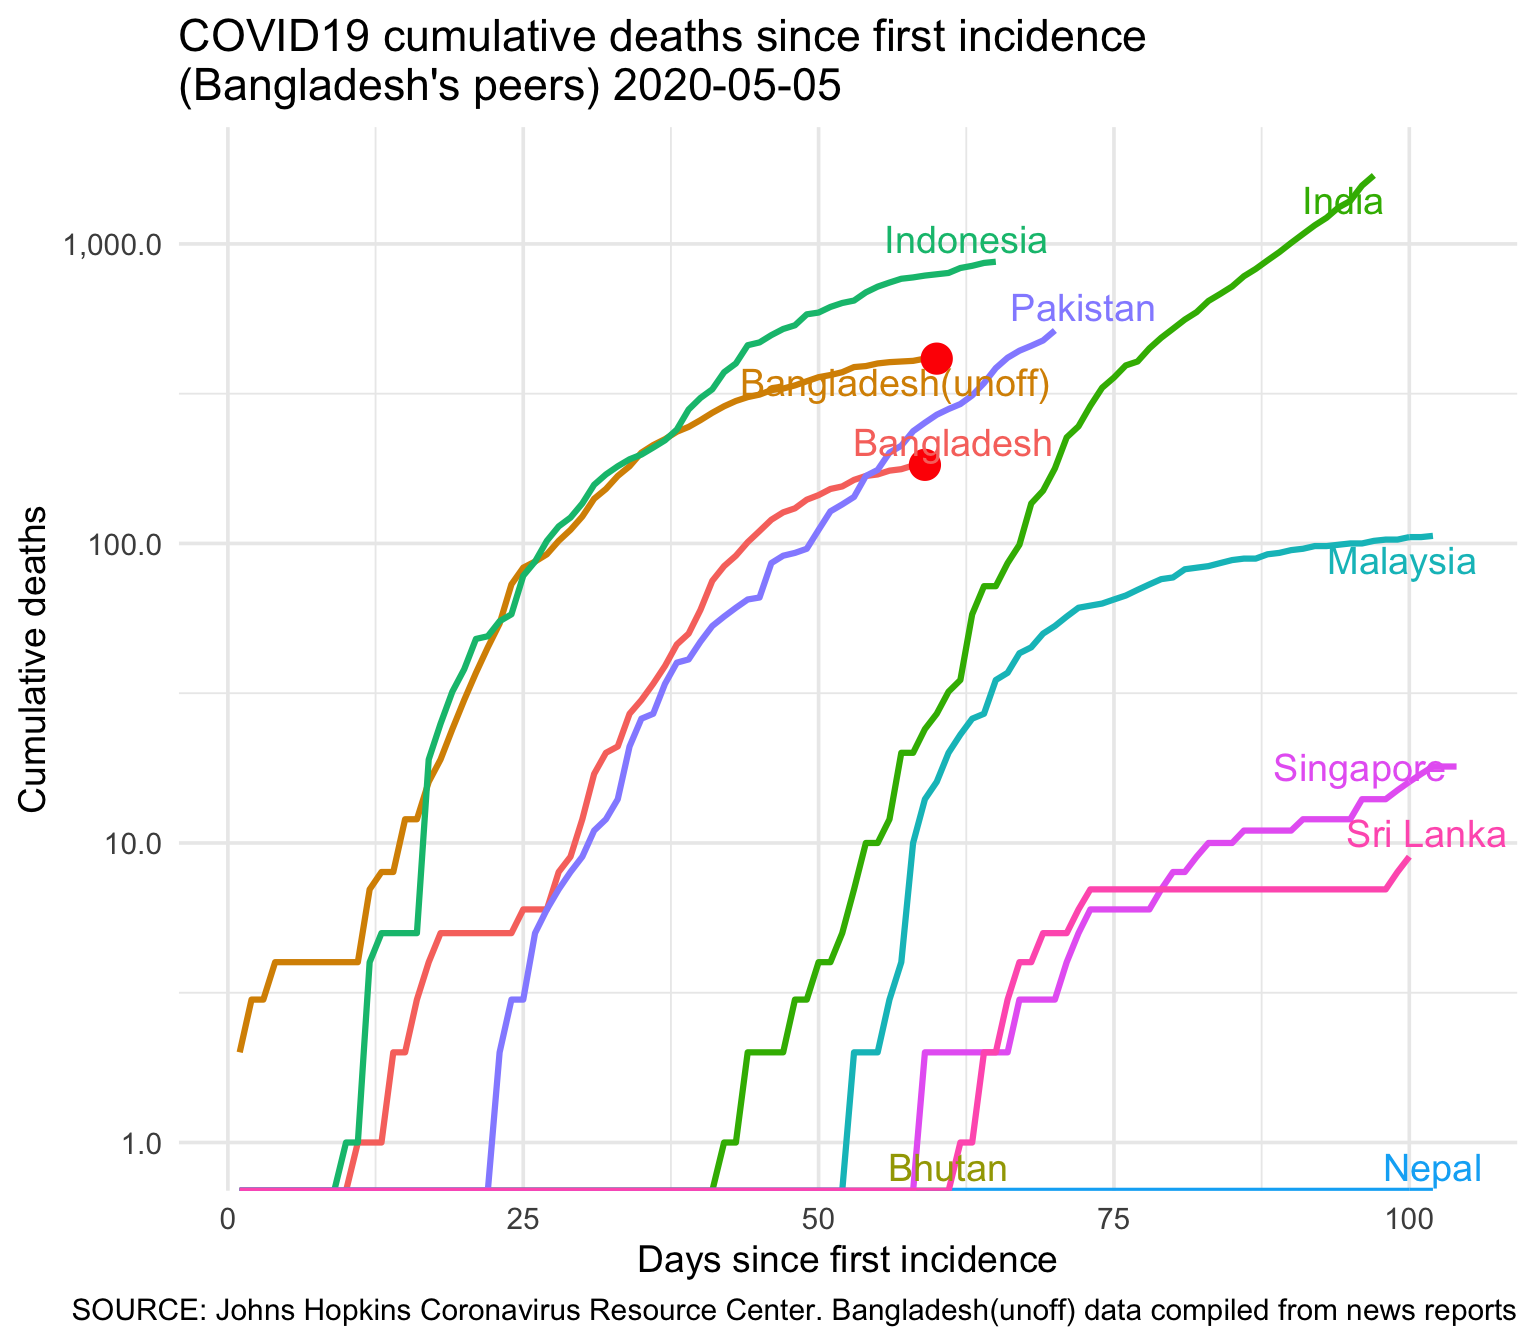 COVID19 cumulative deaths since first incidence
(Bangladesh's peers) 2020-05-05
India
1,000.0
Indonesia
Pakistan
Bangladesh(unoff)
Bangladesh
100.0
Malaysia
Cumulative deaths
Singapore
Sri Lanka
10.0
1.0
Bhutan
Nepal
0 25 50 75 100
Days since first incidence
SOURCE: Johns Hopkins Coronavirus Resource Center. Bangladesh(unoff) data compiled from news reports